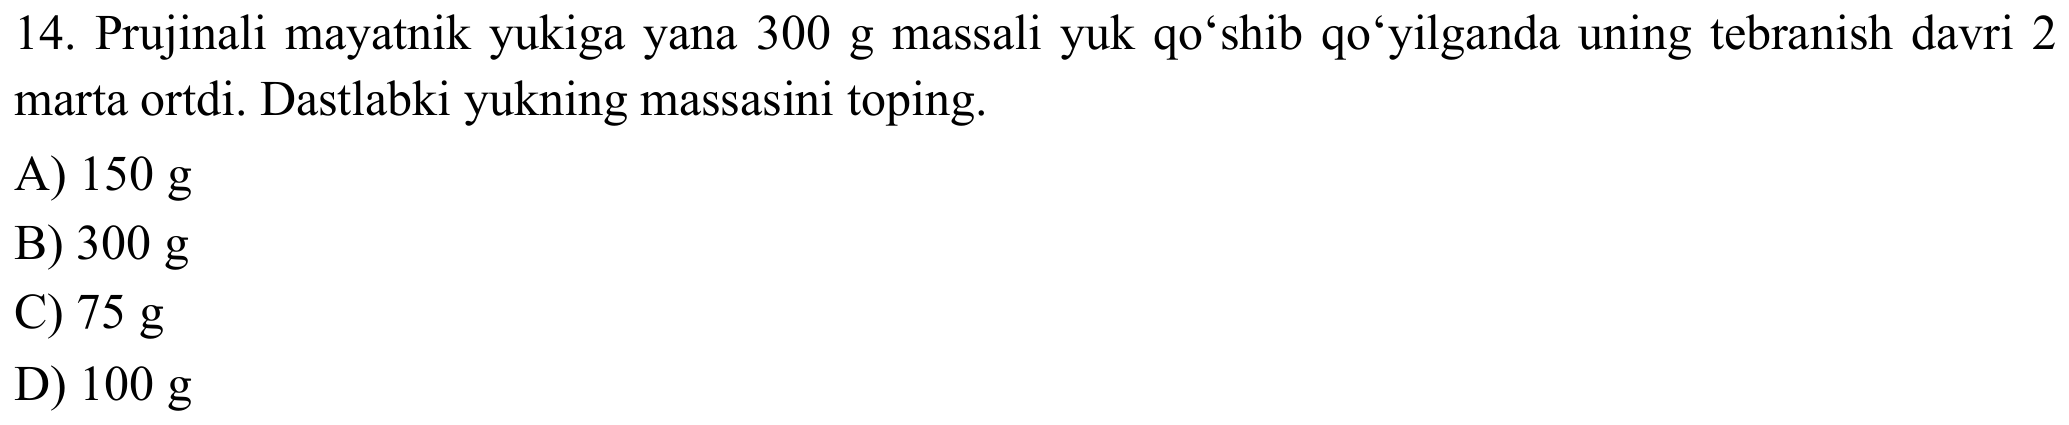 14. Prujinali mayatnik yukiga yana 300 g massali yuk qo‘shib qo‘yilganda uning tebranish davri 2
marta ortdi. Dastlabki yukning massasini toping.
A) 150 g
B) 300 g
C) 75 g
D) 100 g